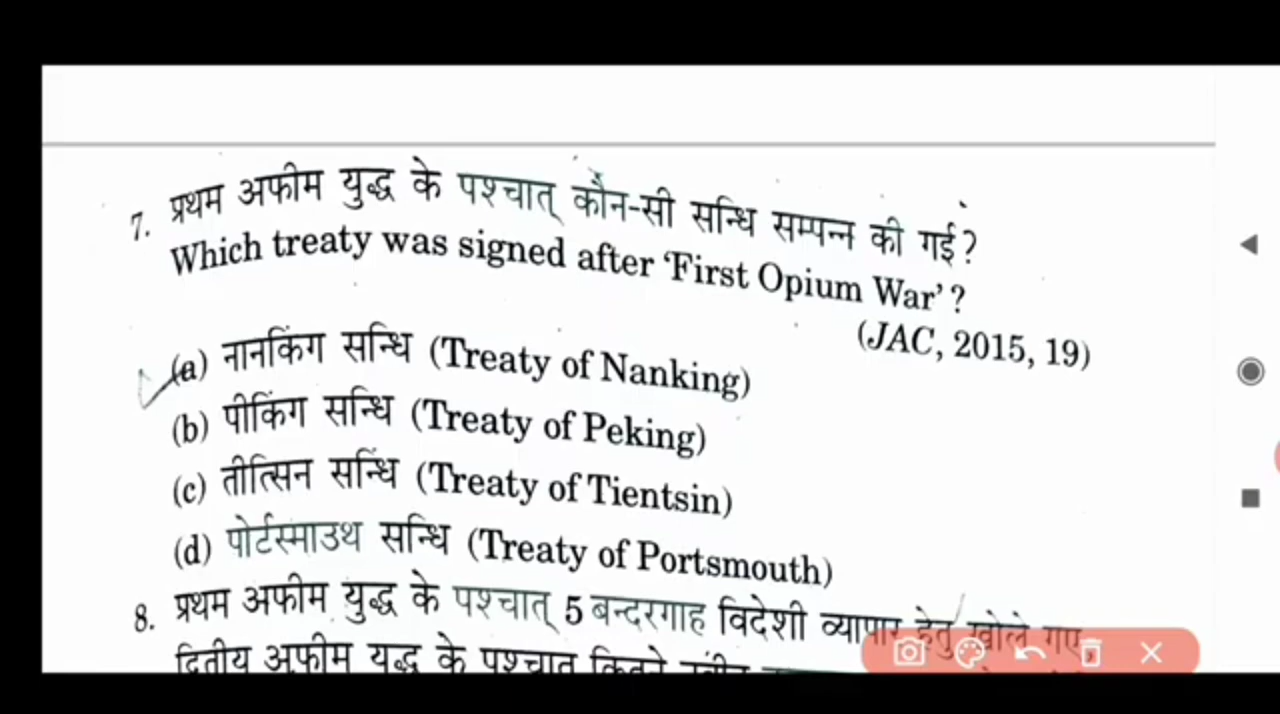 7. प्रथम अफीम युद्ध के पश्चात् कौन-सी सन्धि सम्पन्न की गई?
Which treaty was signed after ‘First Opium War’?
(JAC, 2015, 19)
(a) नानकिंग सन्धि (Treaty of Nanking)
(b) पीकिंग सन्धि (Treaty of Peking)
(c) तीत्सिन सन्धि (Treaty of Tientsin)
(d) पोर्टस्माउथ सन्धि (Treaty of Portsmouth)
8. प्रथम अफीम युद्ध के पश्चात् 5 बन्दरगाह विदेशी व्यापार हेतु खोले गए,
द्वितीय अफीम युद्ध के पश्चात् कितने